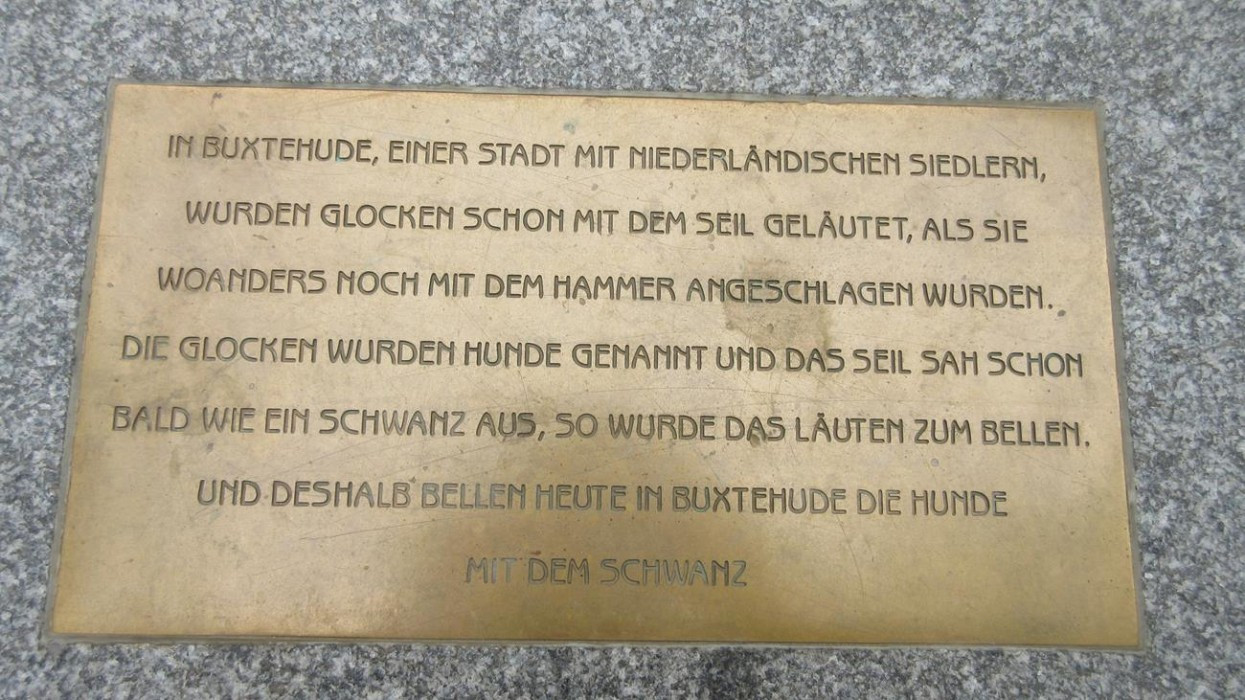 IN BUXTEHUDE, EINER STADT MIT NIEDERLÄNDISCHEN SIEDLERN,
WURDEN GLOCKEN SCHON MIT DEM SEIL GELÄUTET, ALS SIE
WOANDERS NOCH MIT DEM HAMMER ANGESCHLAGEN WURDEN.
DIE GLOCKEN WURDEN HUNDE GENANNT UND DAS SEIL SAH SCHON
BALD WIE EIN SCHWANZ AUS, SO WURDE DAS LÄUTEN ZUM BELLEN.
UND DESHALB BELLEN HEUTE IN BUXTEHUDE DIE HUNDE
MIT DEM SCHWANZ